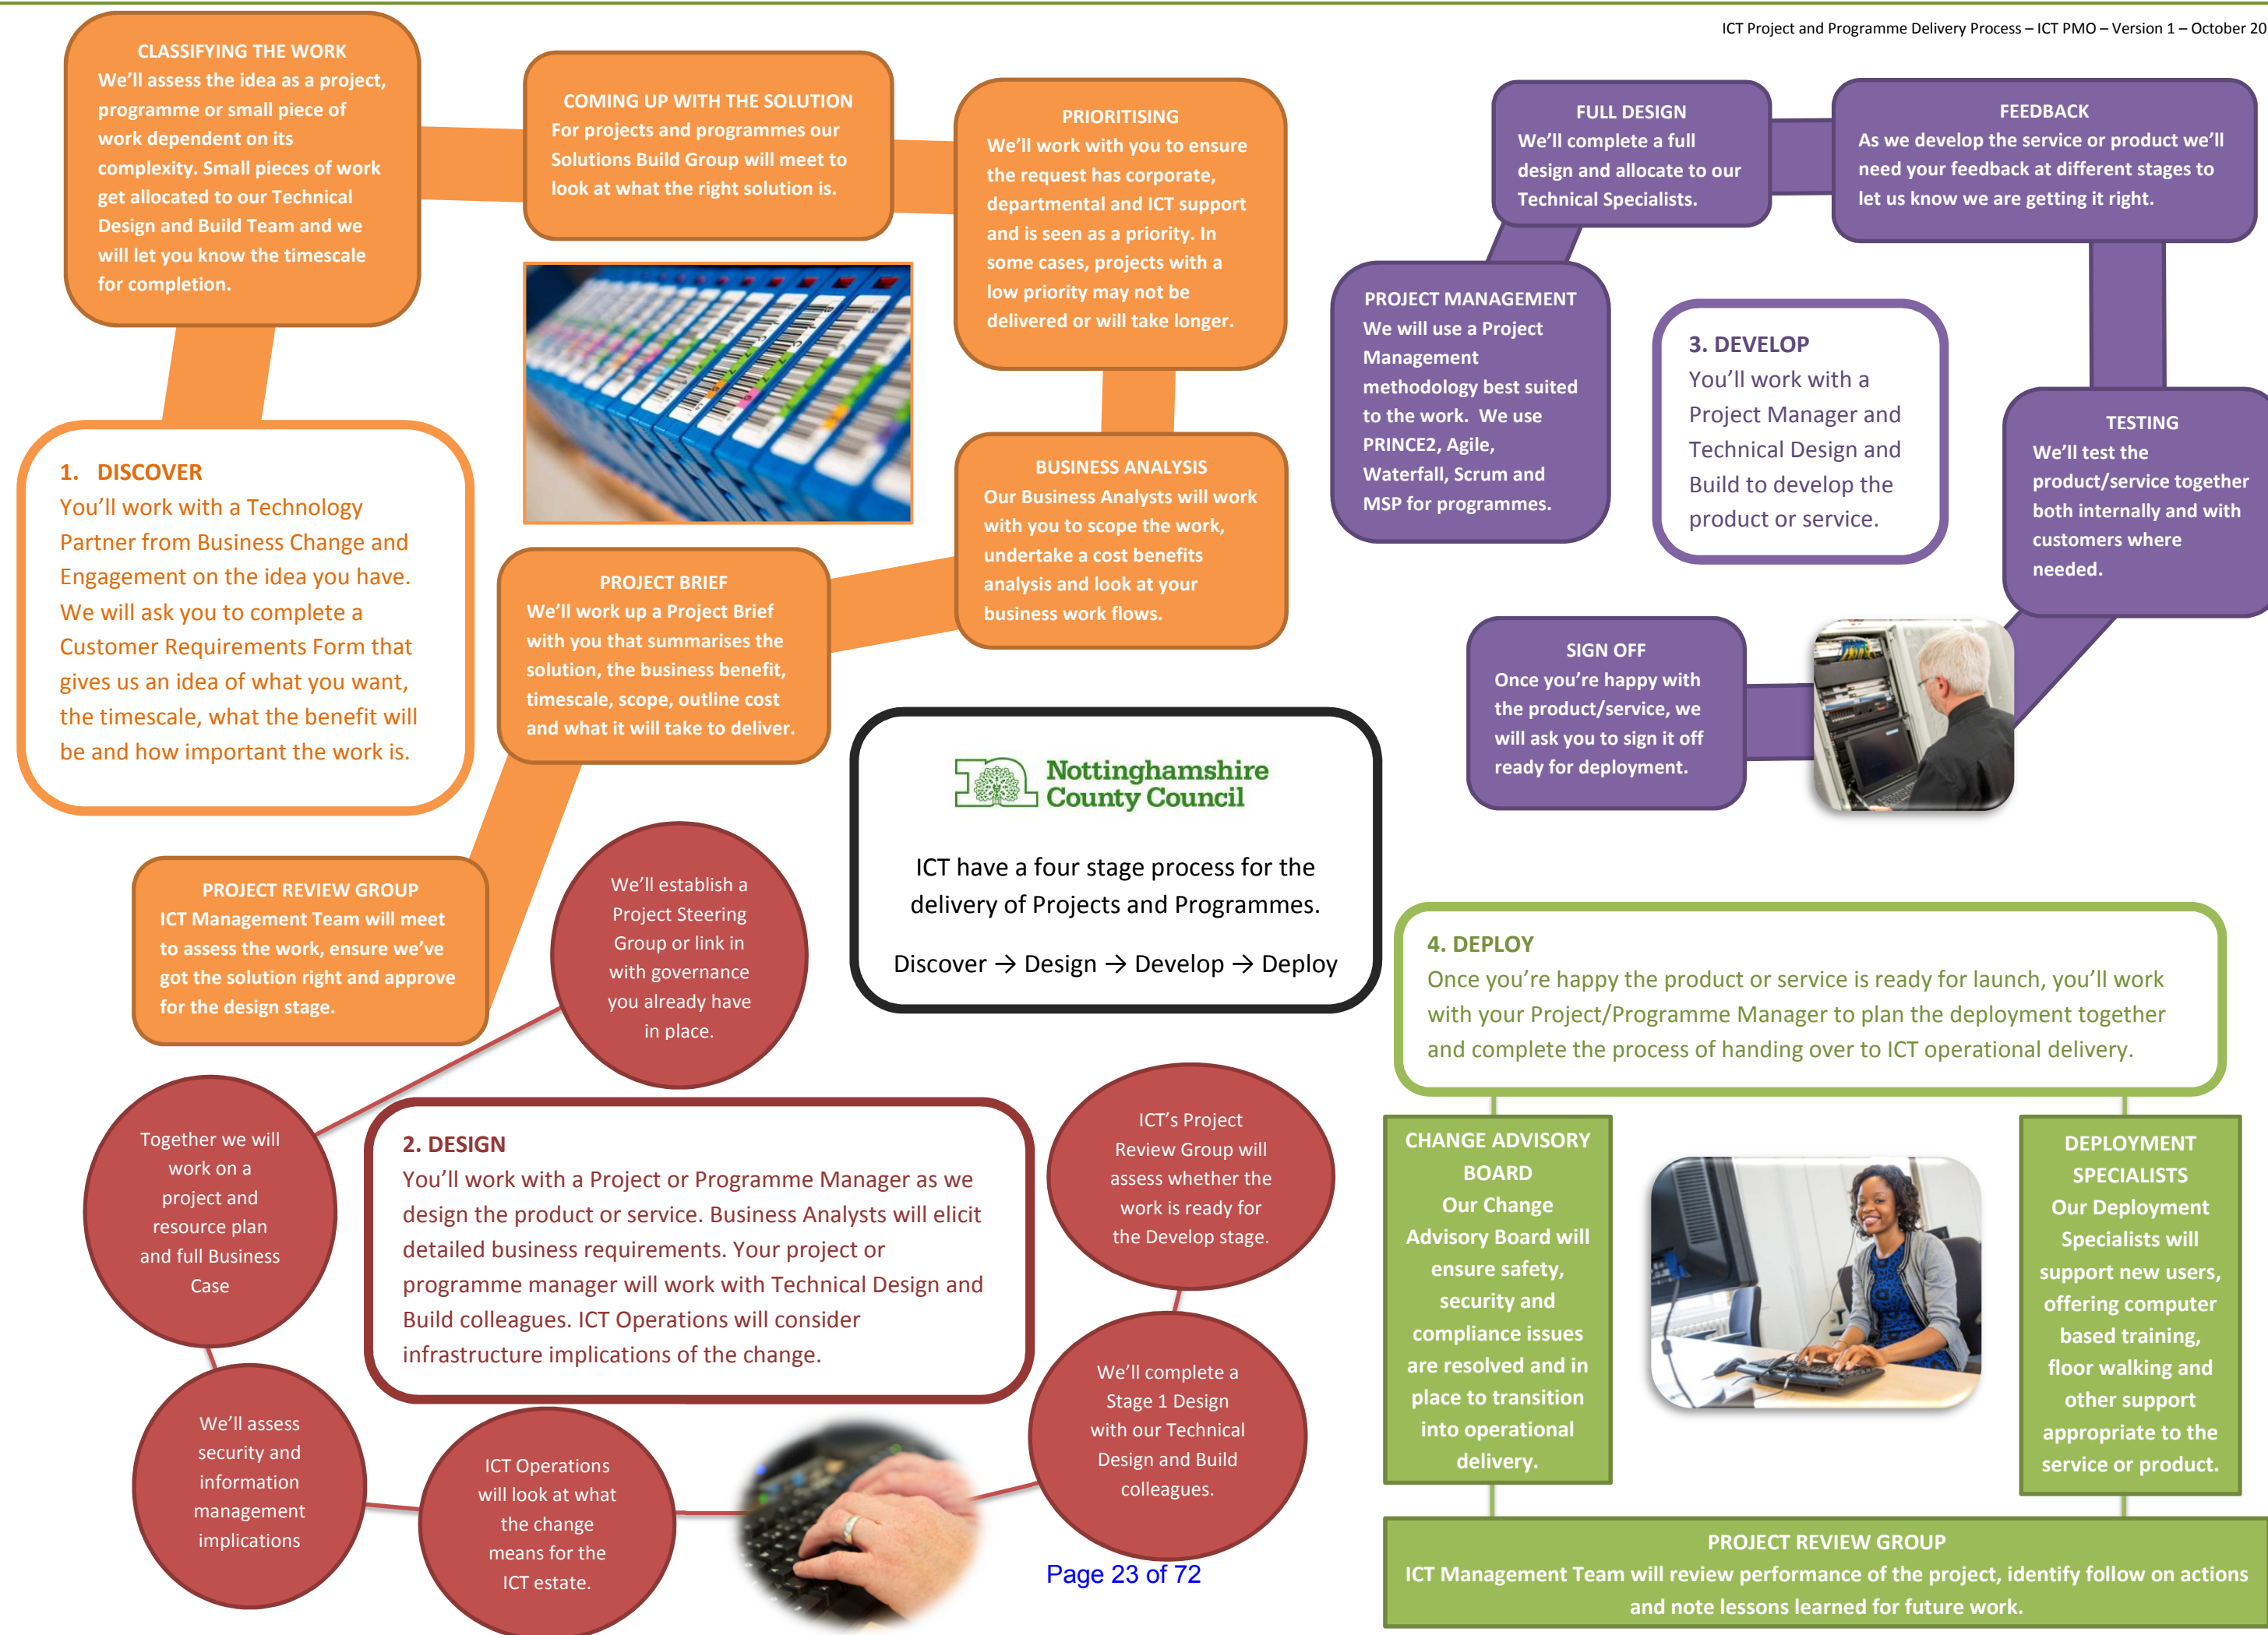 ICT Project and Programme Delivery Process – ICT PMO – Version 1 – October 20
CLASSIFYING THE WORK
We'll assess the idea as a project,
programme or small piece of
work dependent on its
complexity. Small pieces of work
get allocated to our Technical
Design and Build Team and we
will let you know the timescale
for completion.
COMING UP WITH THE SOLUTION
For projects and programmes our
Solutions Build Group will meet to
look at what the right solution is.
PRIORITISING
We'll work with you to ensure
the request has corporate,
departmental and ICT support
and is seen as a priority. In
some cases, projects with a
low priority may not be
delivered or will take longer.
1. DISCOVER
You'll work with a Technology
Partner from Business Change and
Engagement on the idea you have.
We will ask you to complete a
Customer Requirements Form that
gives us an idea of what you want,
the timescale, what the benefit will
be and how important the work is.
BUSINESS ANALYSIS
Our Business Analysts will work
with you to scope the work,
undertake a cost benefits
analysis and look at your
business work flows.
PROJECT BRIEF
We'll work up a Project Brief
with you that summarises the
solution, the business benefit,
timescale, scope, outline cost
and what it will take to deliver.
PROJECT REVIEW GROUP
ICT Management Team will meet
to assess the work, ensure we've
got the solution right and approve
for the design stage.
Nottinghamshire
County Council
ICT have a four stage process for the
delivery of Projects and Programmes.
Discover → Design → Develop → Deploy
We'll establish a
Project Steering
Group or link in
with governance
you already have
in place.
Together we will
work on a
project and
resource plan
and full Business
Case
2. DESIGN
You'll work with a Project or Programme Manager as we
design the product or service. Business Analysts will elicit
detailed business requirements. Your project or
programme manager will work with Technical Design and
Build colleagues. ICT Operations will consider
infrastructure implications of the change.
We'll assess
security and
information
management
implications
ICT Operations
will look at what
the change
means for the
ICT estate.
We'll complete a
Stage 1 Design
with our Technical
Design and Build
colleagues.
ICT's Project
Review Group will
assess whether the
work is ready for
the Develop stage.
FULL DESIGN
We'll complete a full
design and allocate to our
Technical Specialists.
FEEDBACK
As we develop the service or product we'll
need your feedback at different stages to
let us know we are getting it right.
PROJECT MANAGEMENT
We will use a Project
Management
methodology best suited
to the work. We use
PRINCE2, Agile,
Waterfall, Scrum and
MSP for programmes.
3. DEVELOP
You'll work with a
Project Manager and
Technical Design and
Build to develop the
product or service.
TESTING
We'll test the
product/service together
both internally and with
customers where
needed.
SIGN OFF
Once you're happy with
the product/service, we
will ask you to sign it off
ready for deployment.
4. DEPLOY
Once you're happy the product or service is ready for launch, you'll work
with your Project/Programme Manager to plan the deployment together
and complete the process of handing over to ICT operational delivery.
CHANGE ADVISORY
BOARD
Our Change
Advisory Board will
ensure safety,
security and
compliance issues
are resolved and in
place to transition
into operational
delivery.
DEPLOYMENT
SPECIALISTS
Our Deployment
Specialists will
support new users,
offering computer
based training,
floor walking and
other support
appropriate to the
service or product.
PROJECT REVIEW GROUP
ICT Management Team will review performance of the project, identify follow on actions
and note lessons learned for future work.
Page 23 of 72